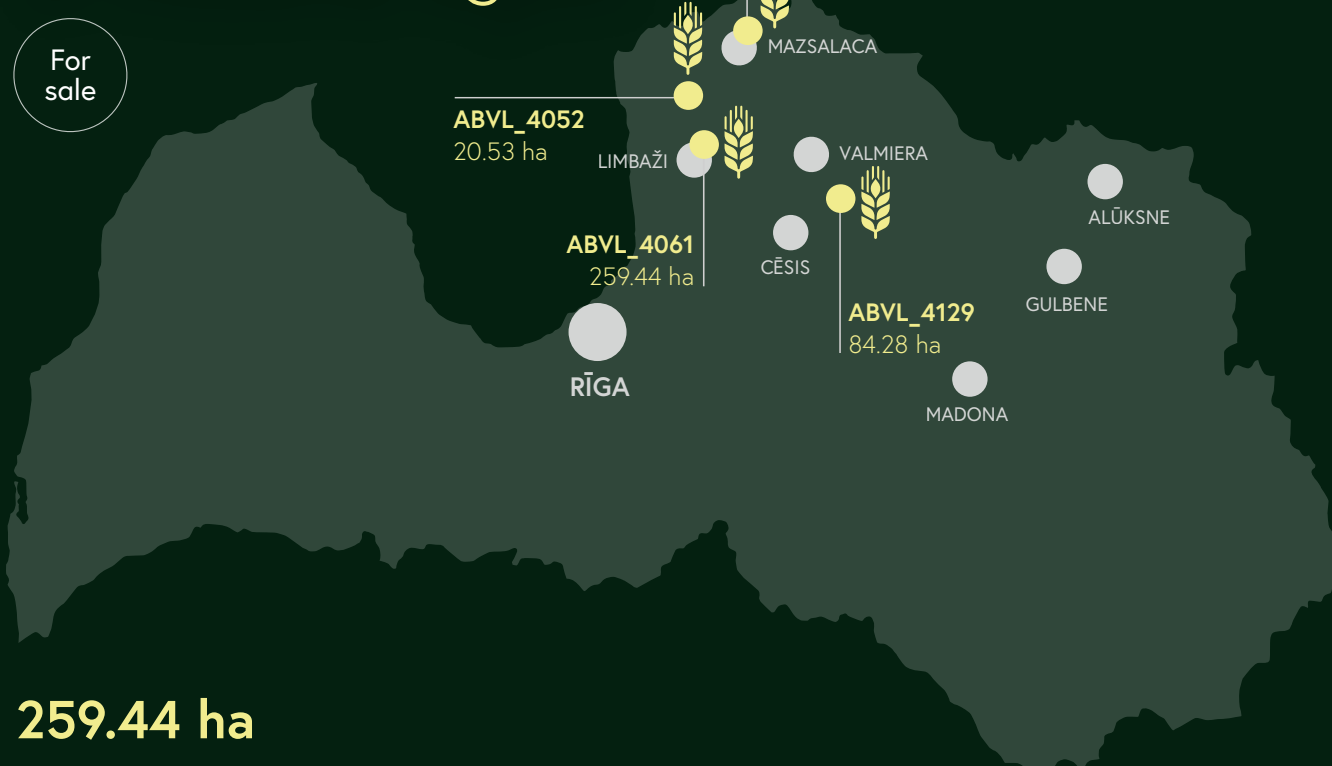 For
sale
MAZSALACA
ABVL_4052
20.53 ha
LIMBAŽI
VALMIERA
ALŪKSNE
ABVL_4061
259.44 ha
CĒSIS
GULBENE
ABVL_4129
84.28 ha
RĪGA
MADONA
259.44 ha